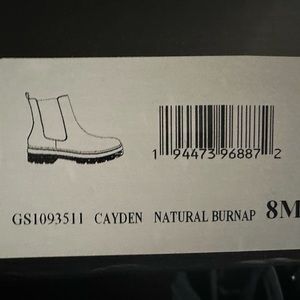 1 94473 96887 2
GS1093511 CAYDEN NATURAL BURNAP 8M